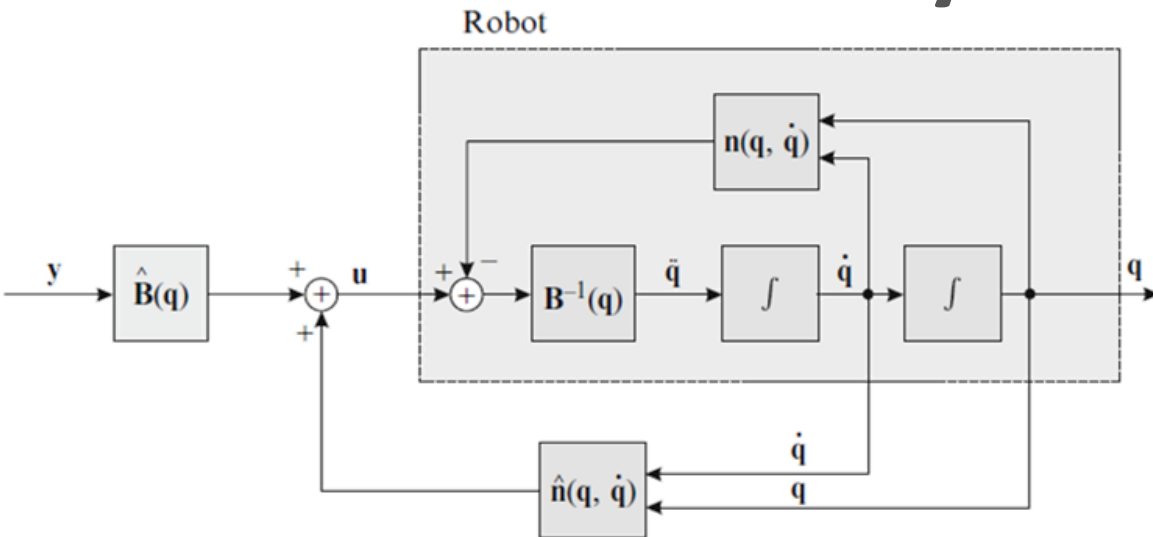 Robot
n(q, q̇)
−
y
B̂(q)
+
+
+
u
+
+
B⁻¹(q)
q̈
∫
q̇
∫
q
n̂(q, q̇)
q̇
q